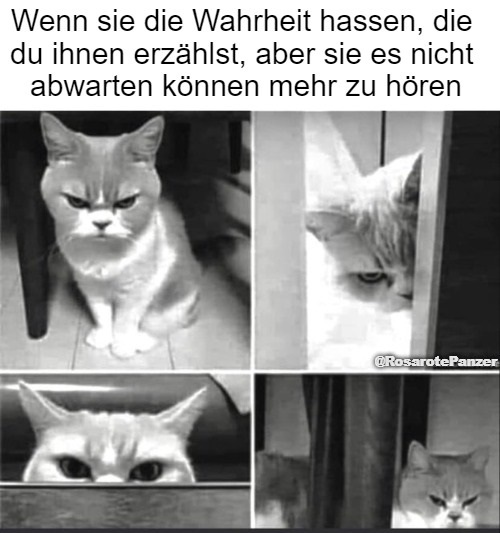 Wenn sie die Wahrheit hassen, die
du ihnen erzählst, aber sie es nicht
abwarten können mehr zu hören
@RosarotePanzer